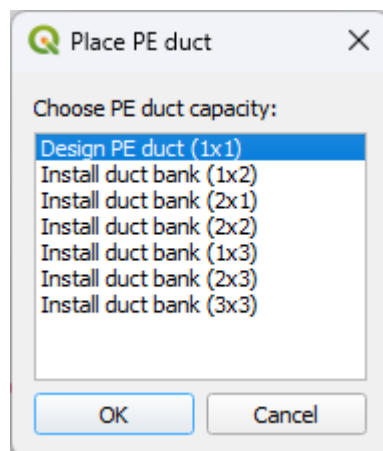 Place PE duct
Choose PE duct capacity:
Design PE duct (1x1)
Install duct bank (1x2)
Install duct bank (2x1)
Install duct bank (2x2)
Install duct bank (1x3)
Install duct bank (2x3)
Install duct bank (3x3)
OK Cancel